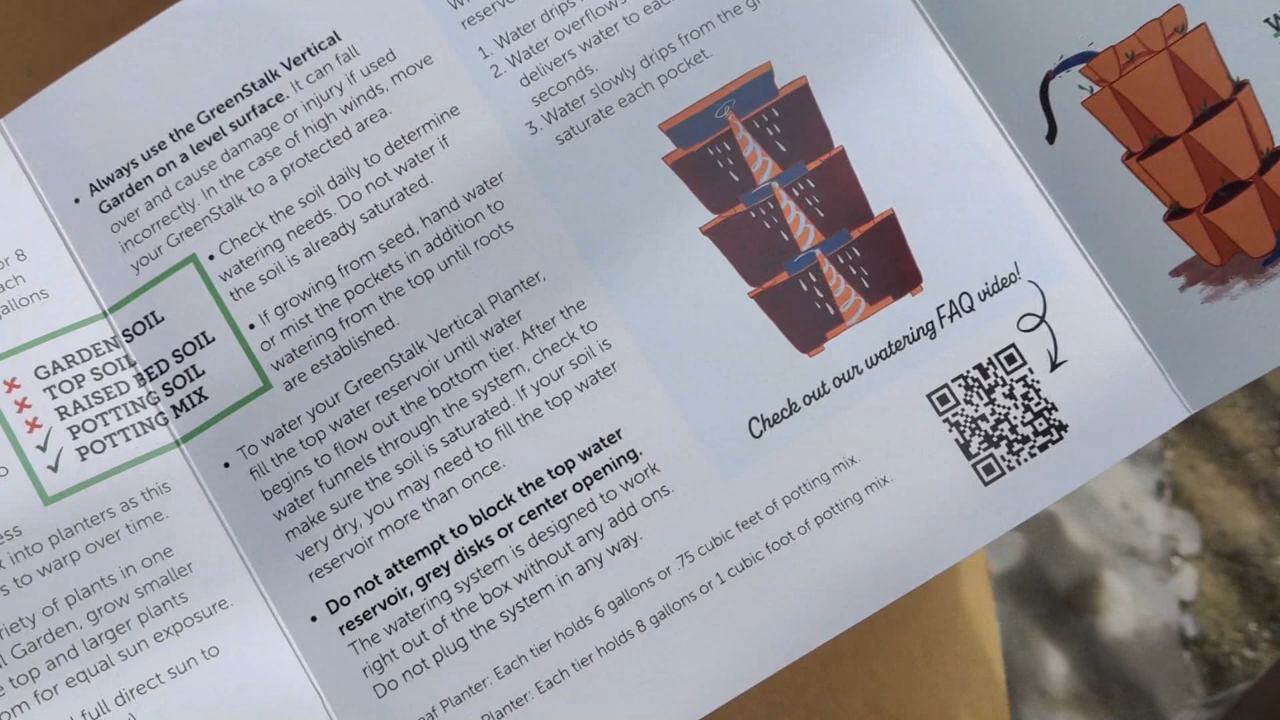 or 8
ach
gallons
GARDEN SOIL
TOP SOIL
RAISED BED SOIL
POTTING SOIL
POTTING MIX
into planters as this
s to warp over time.
riety of plants in one
Garden, grow smaller
top and larger plants
om for equal sun exposure.
full direct sun to
• Always use the GreenStalk Vertical
Garden on a level surface. It can fall
over and cause damage or injury if used
incorrectly. In the case of high winds, move
your GreenStalk to a protected area.
• Check the soil daily to determine
watering needs. Do not water if
the soil is already saturated.
• If growing from seed, hand water
or mist the pockets in addition to
watering from the top until roots
are established.
• To water your GreenStalk Vertical Planter,
fill the top water reservoir until water
begins to flow out the bottom tier. After the
water funnels through the system, check to
make sure the soil is saturated. If your soil is
very dry, you may need to fill the top water
reservoir more than once.
• Do not attempt to block the top water
reservoir, grey disks or center opening.
The watering system is designed to work
right out of the box without any add ons.
Do not plug the system in any way.
reserv
1. Water drips
2. Water overflows
delivers water to each
seconds.
3. Water slowly drips from the gr
saturate each pocket.
Check out our watering FAQ video!
eaf Planter: Each tier holds 6 gallons or .75 cubic feet of potting mix.
Planter: Each tier holds 8 gallons or 1 cubic foot of potting mix.